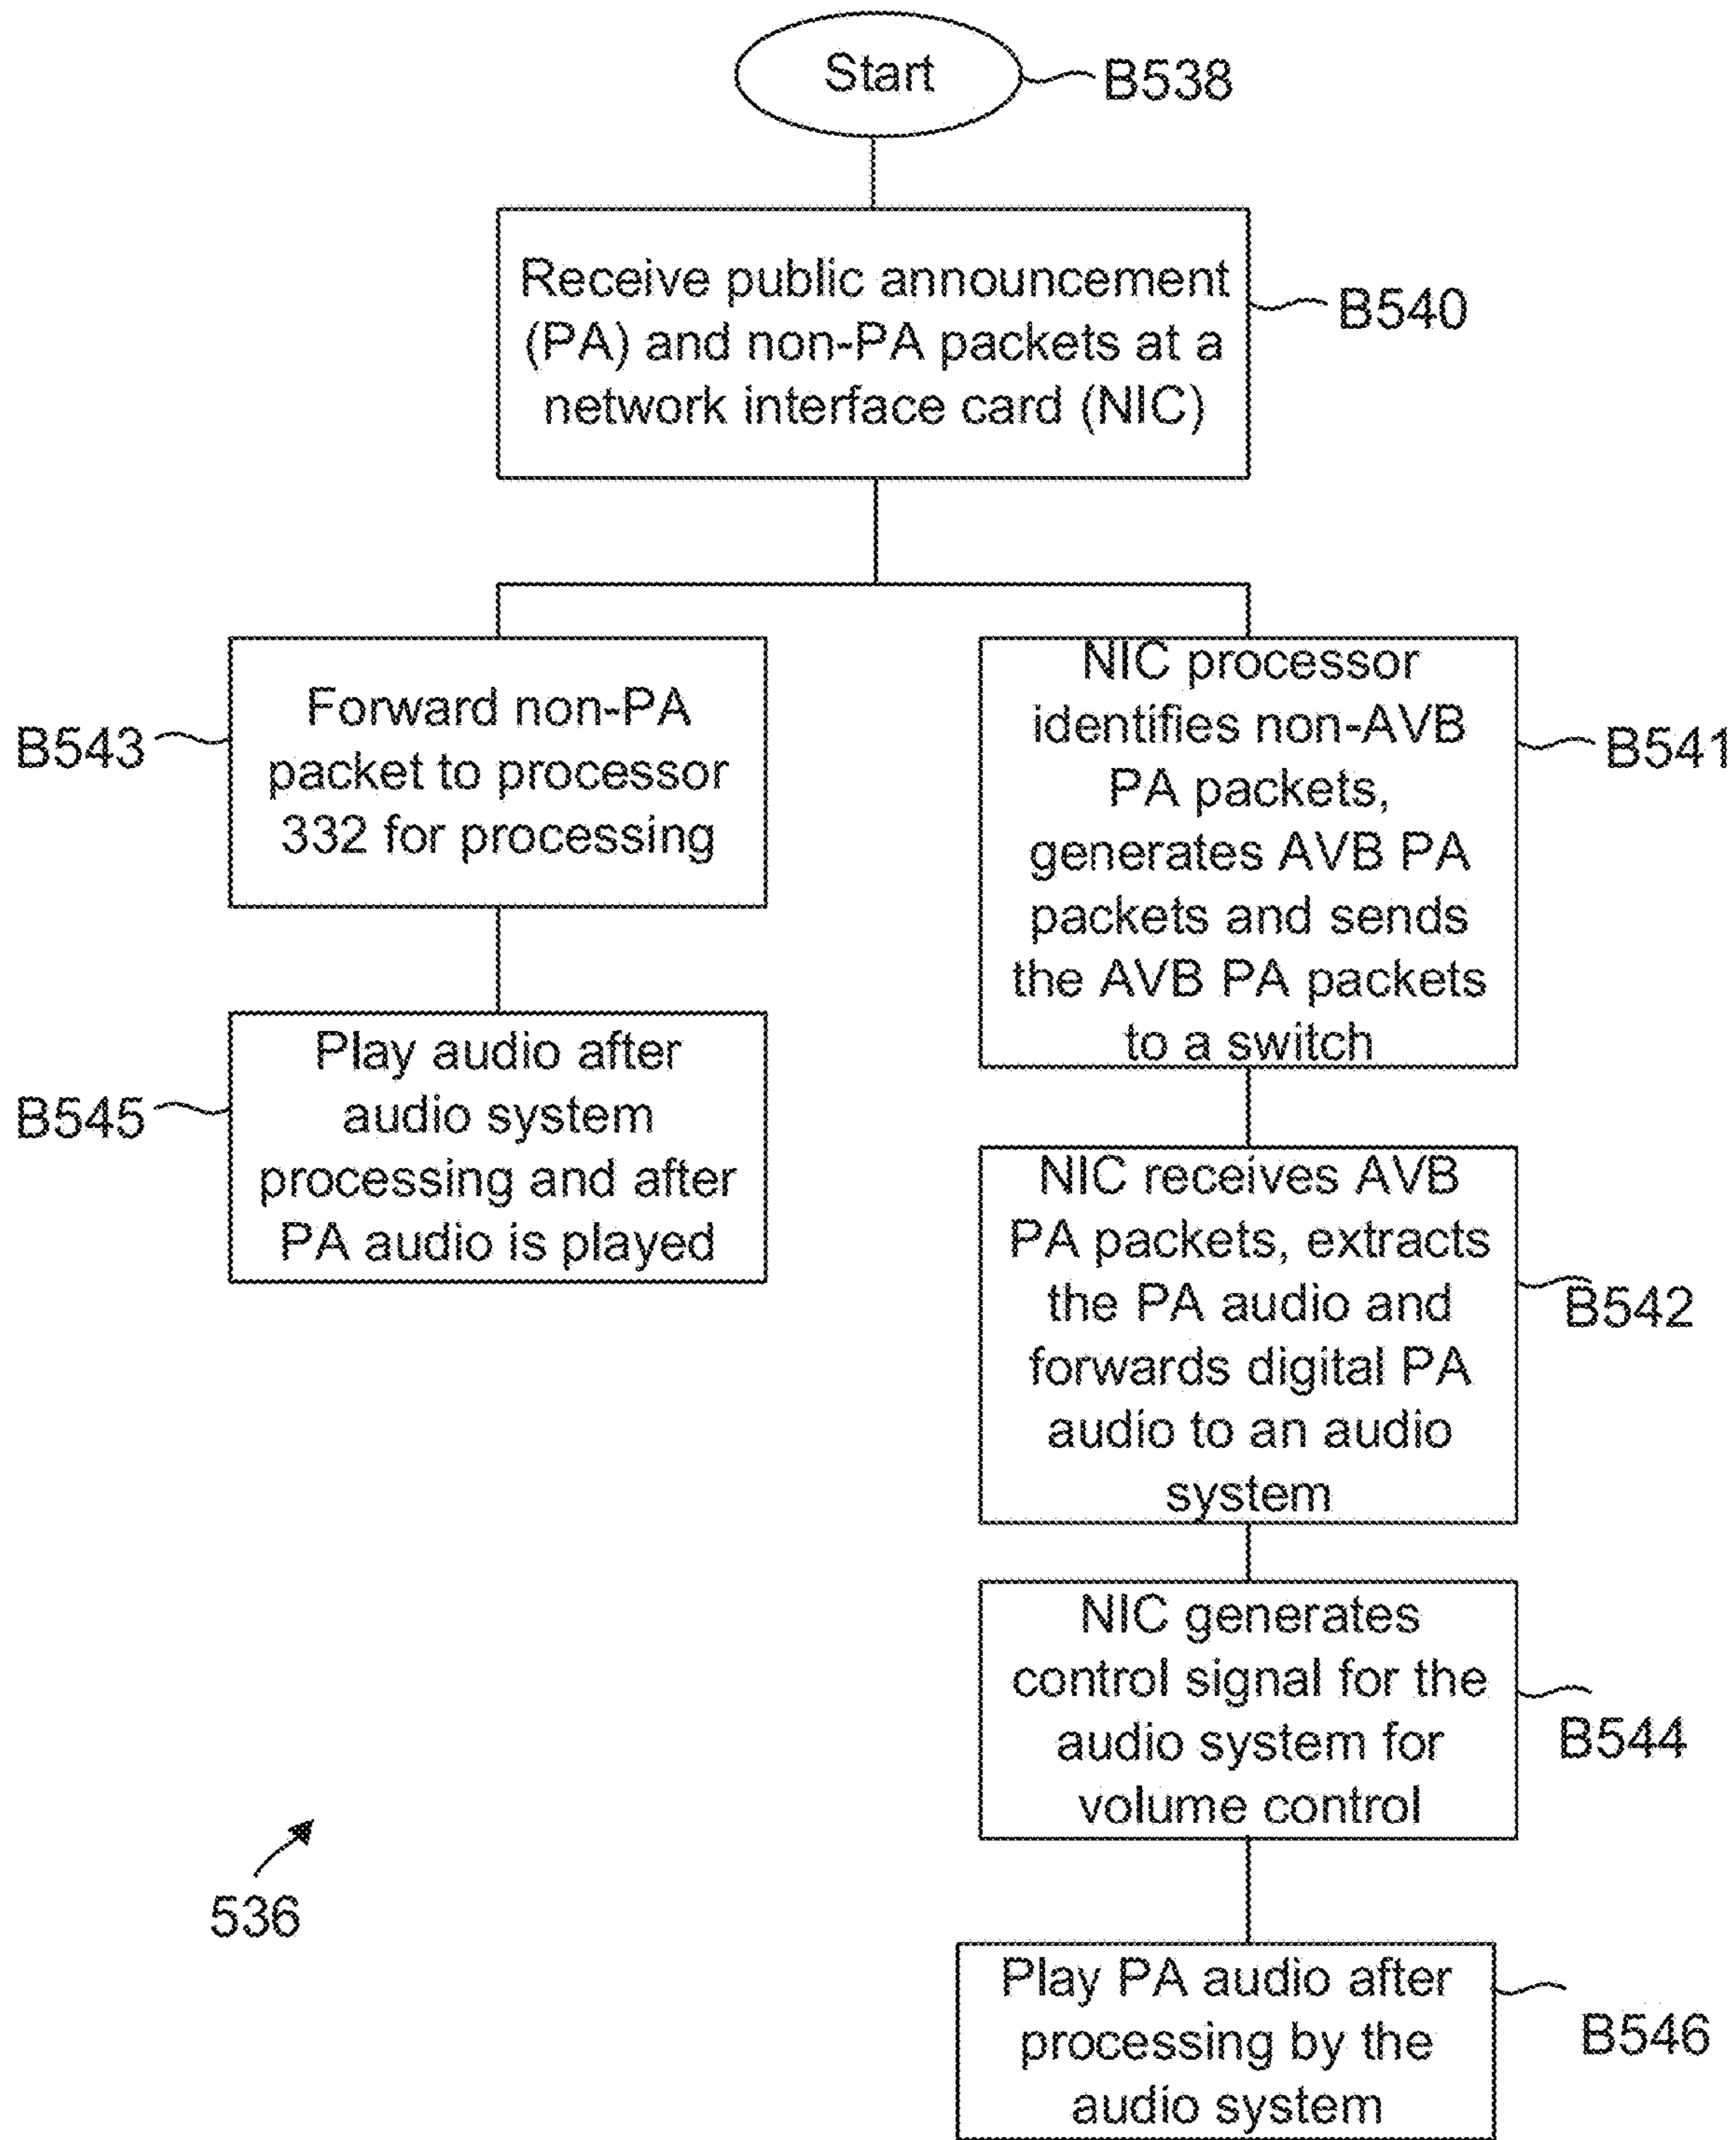 Start
B538
Receive public announcement
(PA) and non-PA packets at a
network interface card (NIC)
B540
Forward non-PA
packet to processor
332 for processing
B543
Play audio after
audio system
processing and after
PA audio is played
B545
NIC processor
identifies non-AVB
PA packets,
generates AVB PA
packets and sends
the AVB PA packets
to a switch
B541
NIC receives AVB
PA packets, extracts
the PA audio and
forwards digital PA
audio to an audio
system
B542
NIC generates
control signal for the
audio system for
volume control
B544
Play PA audio after
processing by the
audio system
B546
536